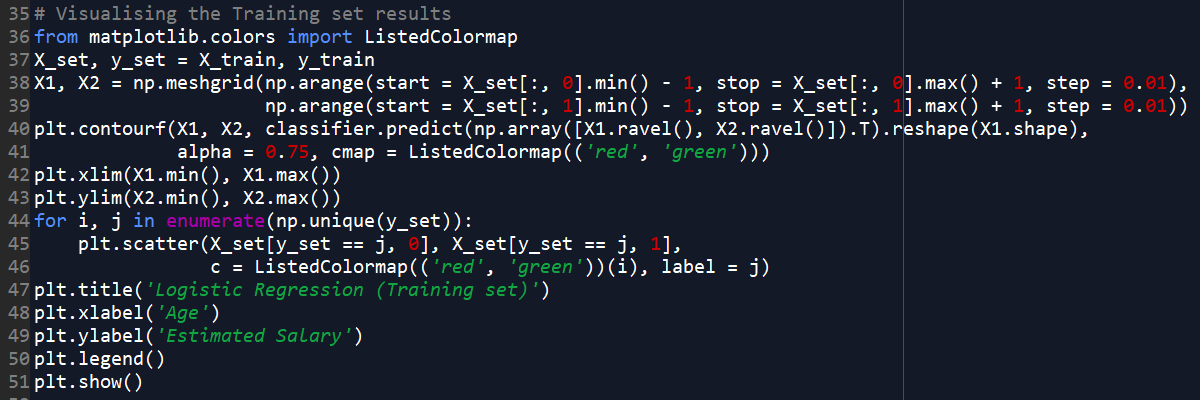 35 # Visualising the Training set results
36 from matplotlib.colors import ListedColormap
37 X_set, y_set = X_train, y_train
38 X1, X2 = np.meshgrid(np.arange(start = X_set[:, 0].min() - 1, stop = X_set[:, 0].max() + 1, step = 0.01),
39                      np.arange(start = X_set[:, 1].min() - 1, stop = X_set[:, 1].max() + 1, step = 0.01))
40 plt.contourf(X1, X2, classifier.predict(np.array([X1.ravel(), X2.ravel()]).T).reshape(X1.shape),
41              alpha = 0.75, cmap = ListedColormap(('red', 'green')))
42 plt.xlim(X1.min(), X1.max())
43 plt.ylim(X2.min(), X2.max())
44 for i, j in enumerate(np.unique(y_set)):
45     plt.scatter(X_set[y_set == j, 0], X_set[y_set == j, 1],
46                 c = ListedColormap(('red', 'green'))(i), label = j)
47 plt.title('Logistic Regression (Training set)')
48 plt.xlabel('Age')
49 plt.ylabel('Estimated Salary')
50 plt.legend()
51 plt.show()